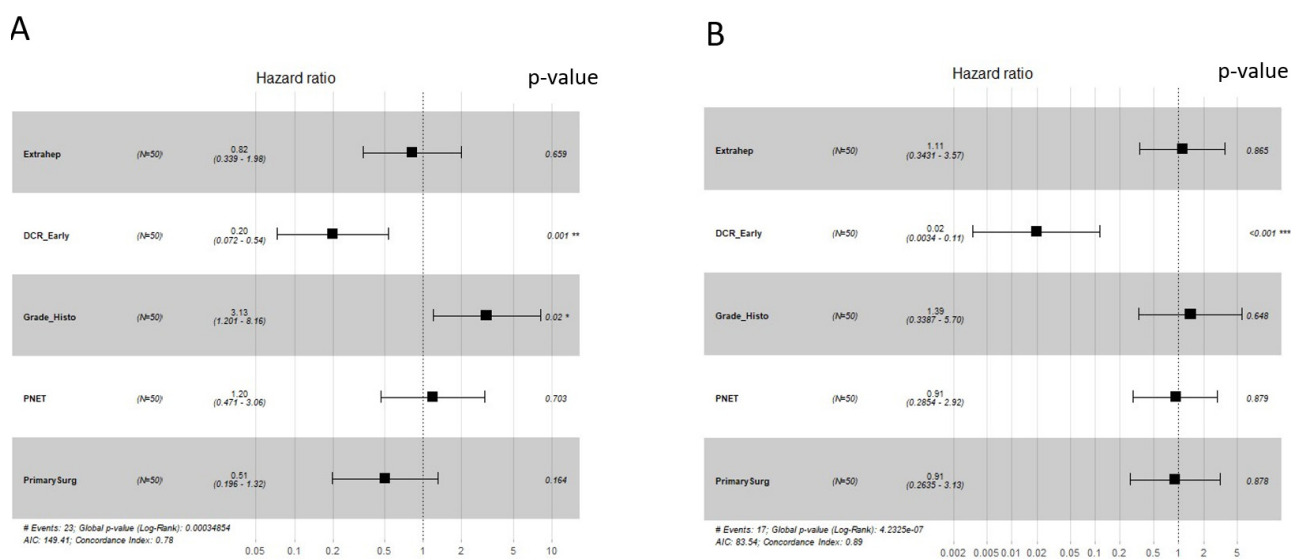 A
Hazard ratio
p-value
Extrahep (N=50) 0.82 0.659
(0.339 - 1.98)
DCR_Early (N=50) 0.20 0.001 **
(0.072 - 0.54)
Grade_Histo (N=50) 3.13 0.02 *
(1.201 - 8.16)
PNET (N=50) 1.20 0.703
(0.471 - 3.06)
PrimarySurg (N=50) 0.51 0.164
(0.196 - 1.32)
# Events: 23; Global p-value (Log-Rank): 0.00034854
AIC: 149.41; Concordance Index: 0.78
0.05 0.1 0.2 0.5 1 2 5 10
B
Hazard ratio
p-value
Extrahep (N=50) 1.11 0.865
(0.3431 - 3.57)
DCR_Early (N=50) 0.02 <0.001 ***
(0.0034 - 0.11)
Grade_Histo (N=50) 1.39 0.648
(0.3387 - 5.70)
PNET (N=50) 0.91 0.879
(0.2854 - 2.92)
PrimarySurg (N=50) 0.91 0.878
(0.2635 - 3.13)
# Events: 17; Global p-value (Log-Rank): 4.2325e-07
AIC: 83.54; Concordance Index: 0.89
0.002 0.005 0.01 0.02 0.05 0.1 0.2 0.5 1 2 5